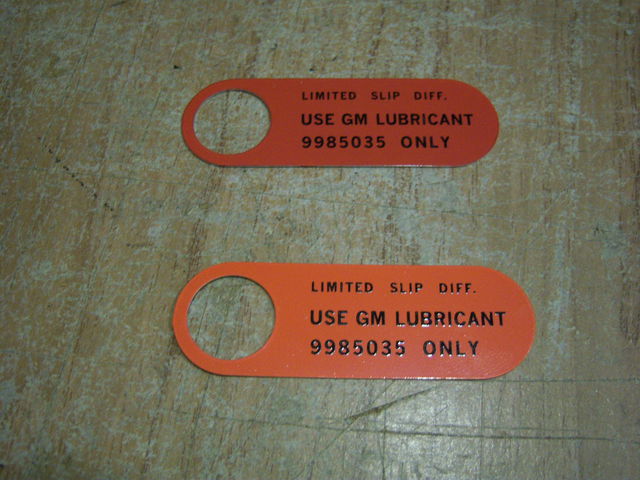 LIMITED SLIP DIFF.
USE GM LUBRICANT
9985035 ONLY
LIMITED SLIP DIFF.
USE GM LUBRICANT
9985035 ONLY